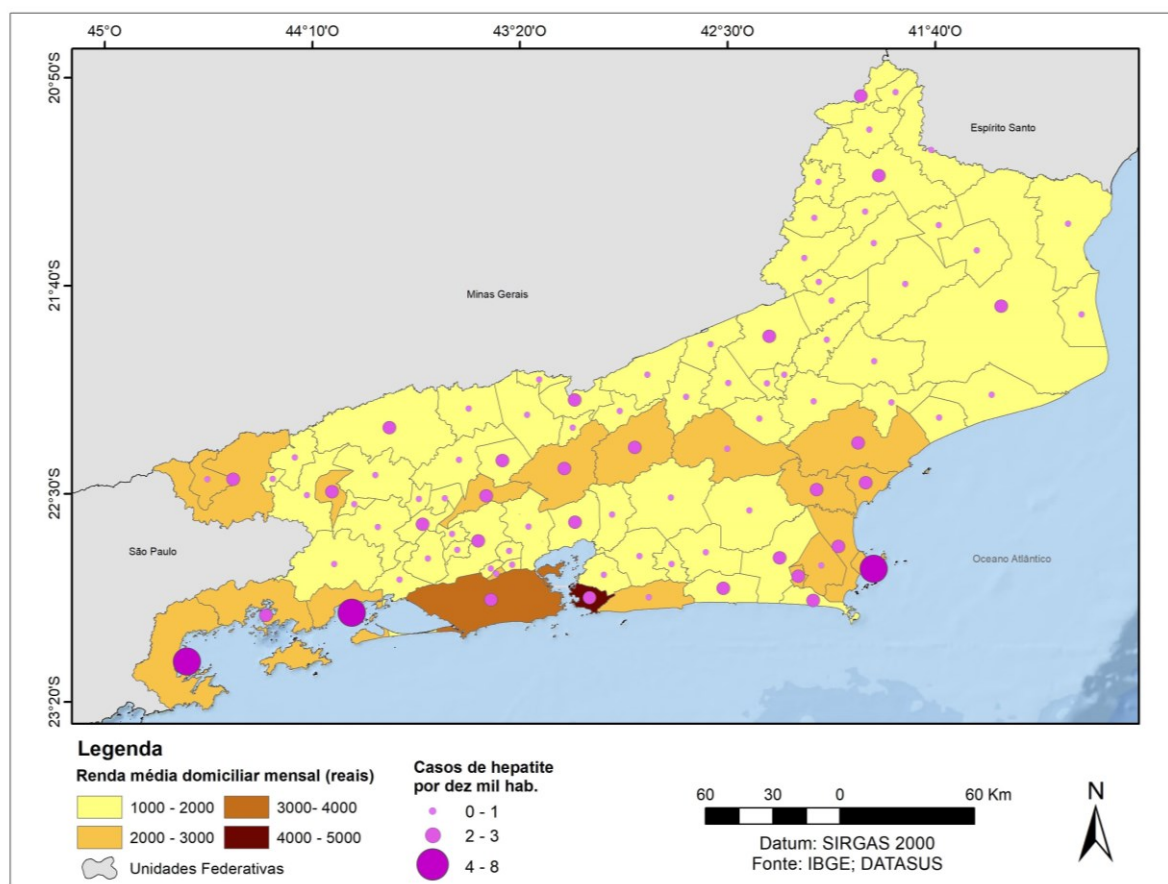 45°O 44°10'O 43°20'O 42°30'O 41°40'O
20°50'S
Espírito Santo
21°40'S
Minas Gerais
22°30'S
São Paulo
Oceano Atlântico
23°20'S
Legenda
Renda média domiciliar mensal (reais)
1000 - 2000
3000- 4000
2000 - 3000
4000 - 5000
Unidades Federativas
Casos de hepatite
por dez mil hab.
0 - 1
2 - 3
4 - 8
60 30 0 60 Km
Datum: SIRGAS 2000
Fonte: IBGE; DATASUS
N